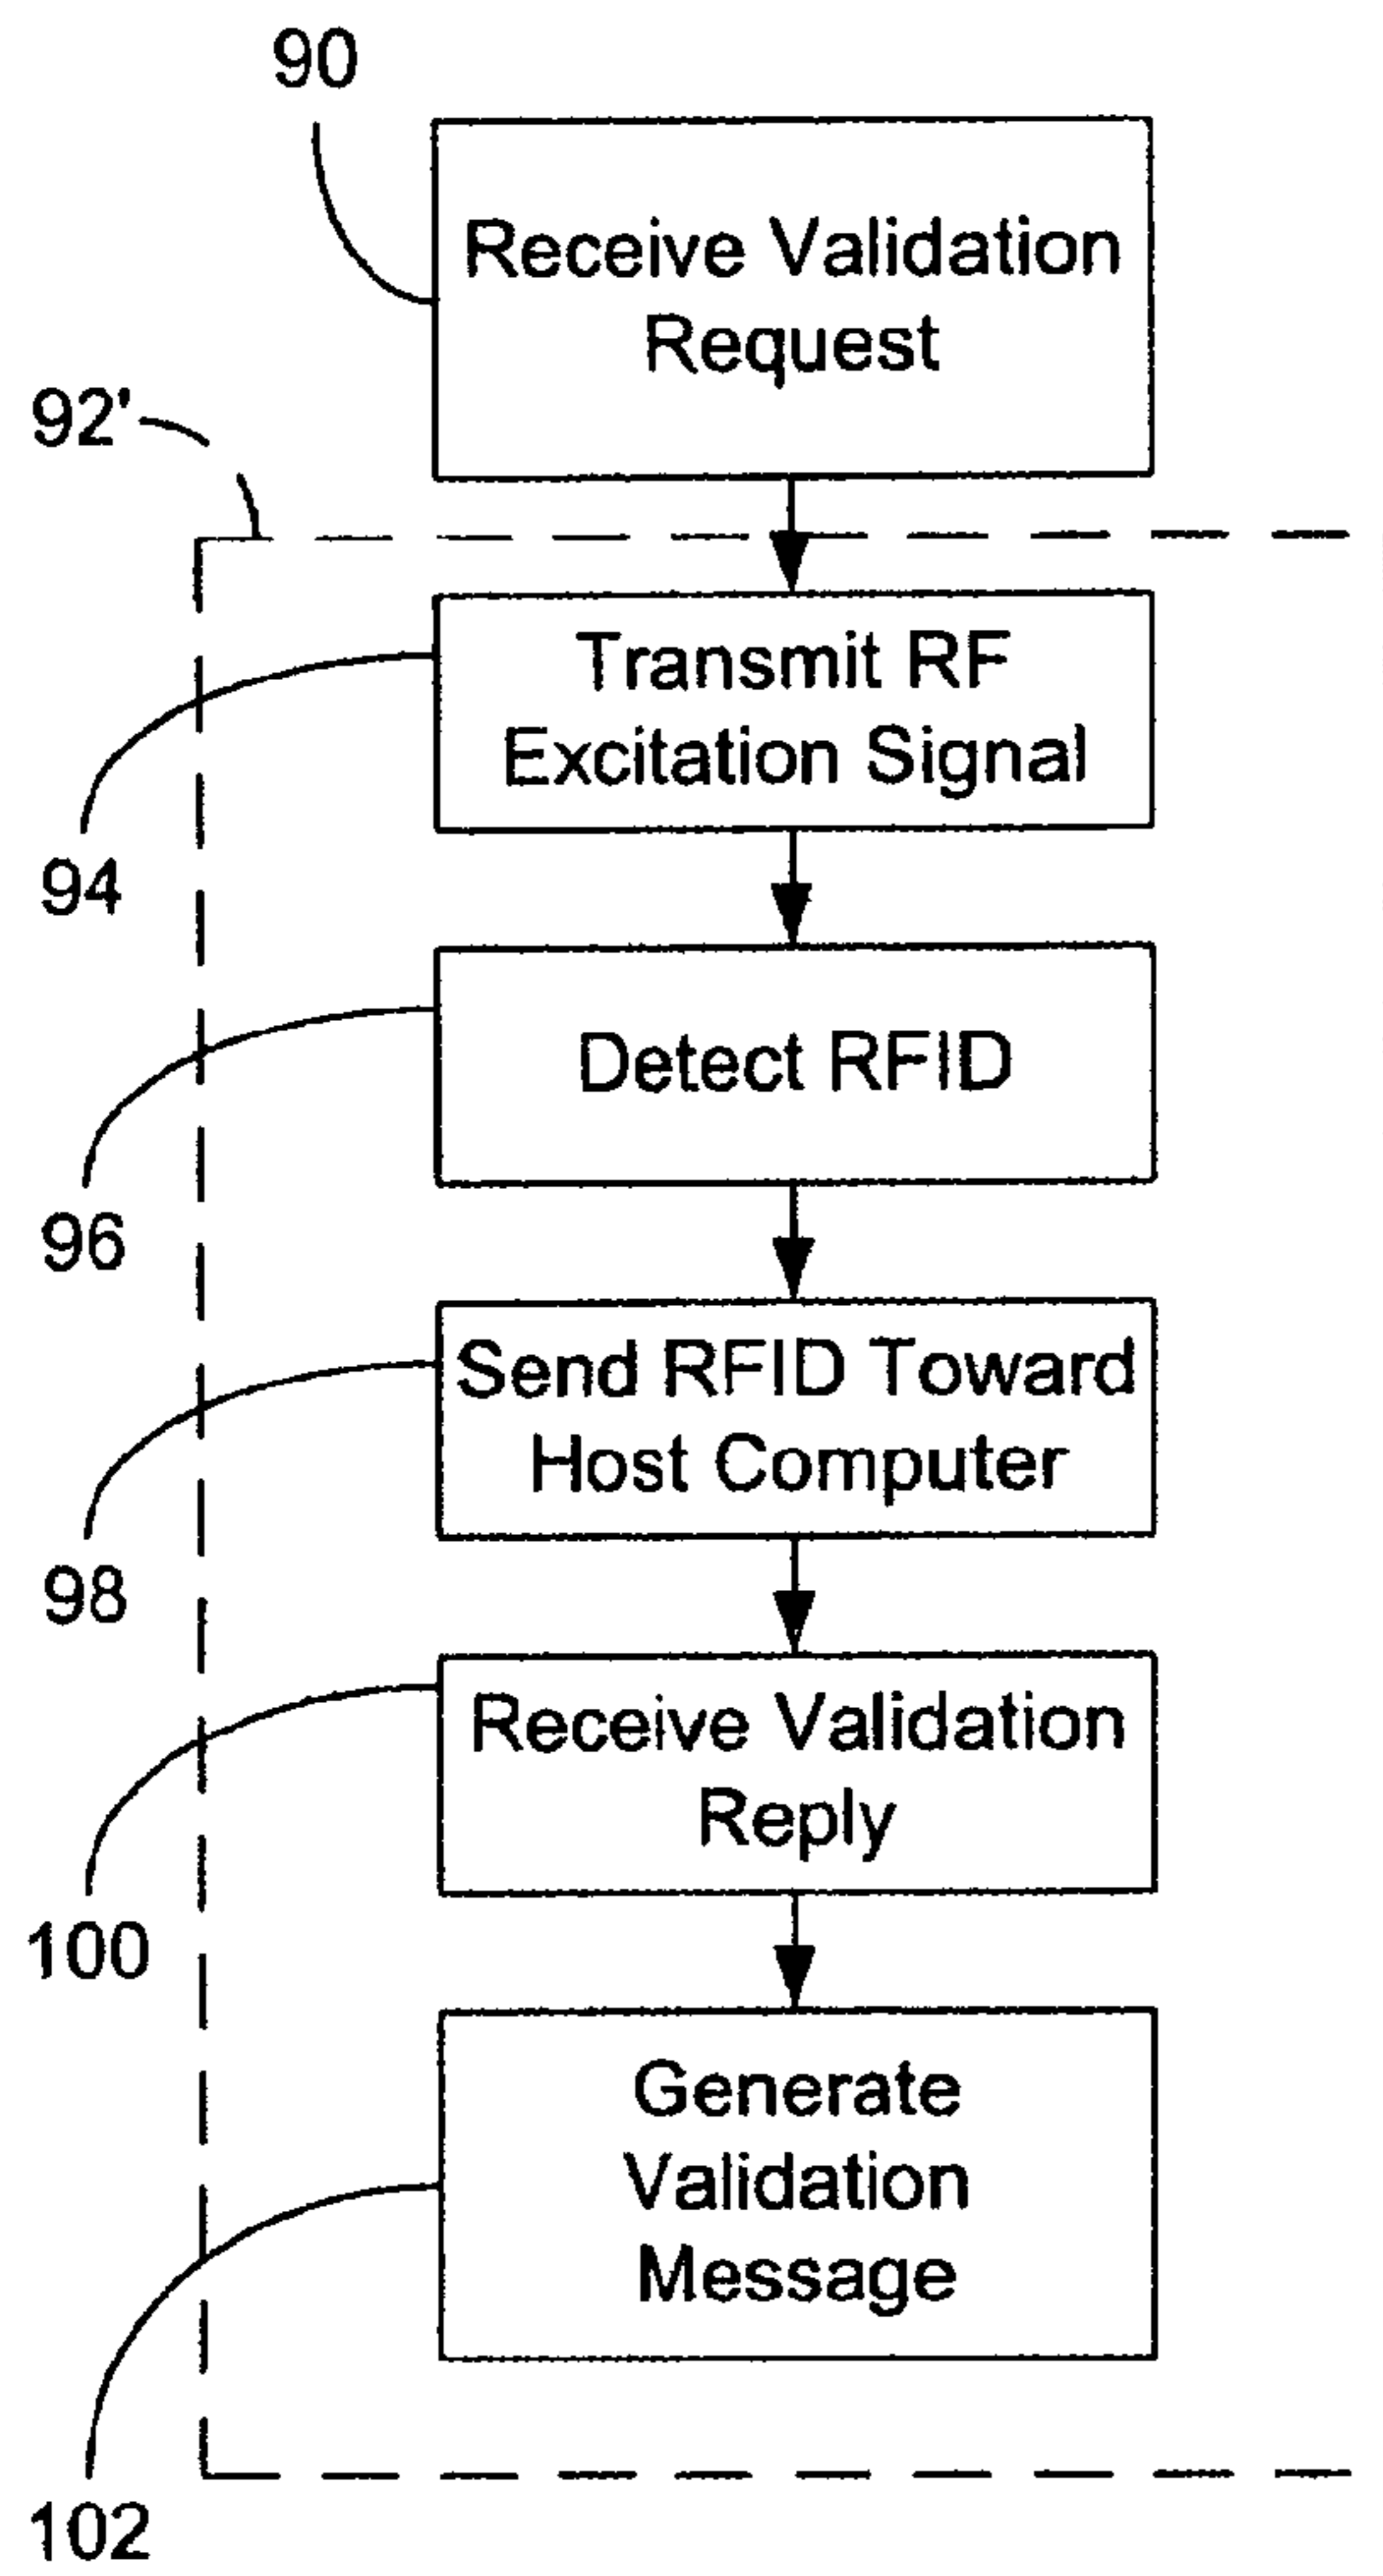 90
Receive Validation
Request
92'
Transmit RF
Excitation Signal
94
Detect RFID
96
Send RFID Toward
Host Computer
98
Receive Validation
Reply
100
Generate
Validation
Message
102